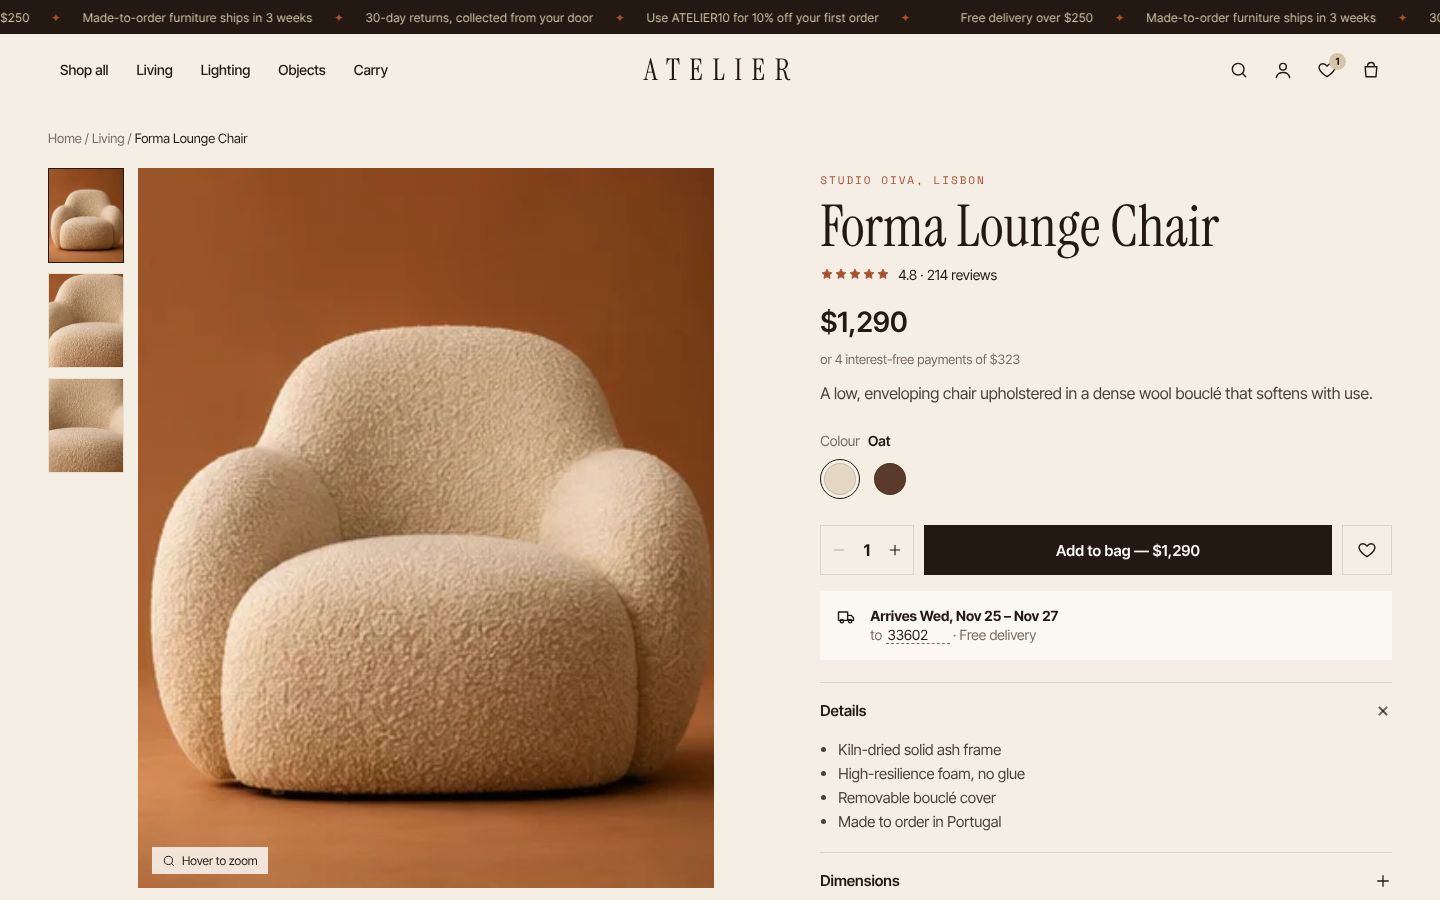 $250 ✦ Made-to-order furniture ships in 3 weeks ✦ 30-day returns, collected from your door ✦ Use ATELIER10 for 10% off your first order ✦ Free delivery over $250 ✦ Made-to-order furniture ships in 3 weeks ✦ 30
Shop all Living Lighting Objects Carry ATELIER 1
Home / Living / Forma Lounge Chair
STUDIO OIVA, LISBON
Forma Lounge Chair
4.8 · 214 reviews
$1,290
or 4 interest-free payments of $323
A low, enveloping chair upholstered in a dense wool bouclé that softens with use.
Colour Oat
1 Add to bag — $1,290
Arrives Wed, Nov 25 – Nov 27
to 33602 · Free delivery
Details
• Kiln-dried solid ash frame
• High-resilience foam, no glue
• Removable bouclé cover
• Made to order in Portugal
Hover to zoom
Dimensions